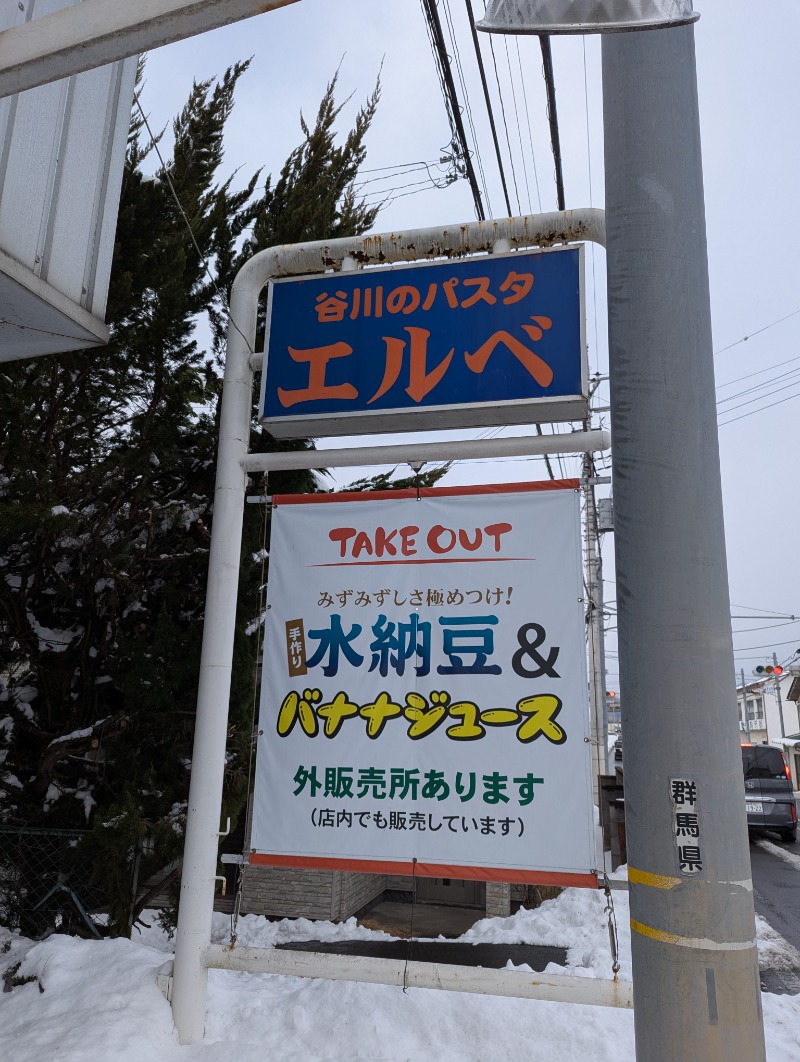 谷川のパスタ
エルベ
TAKE OUT
みずみずしさ極めつけ!
手作り
水納豆&
バナナジュース
外販売所あります
(店内でも販売しています)
群馬県